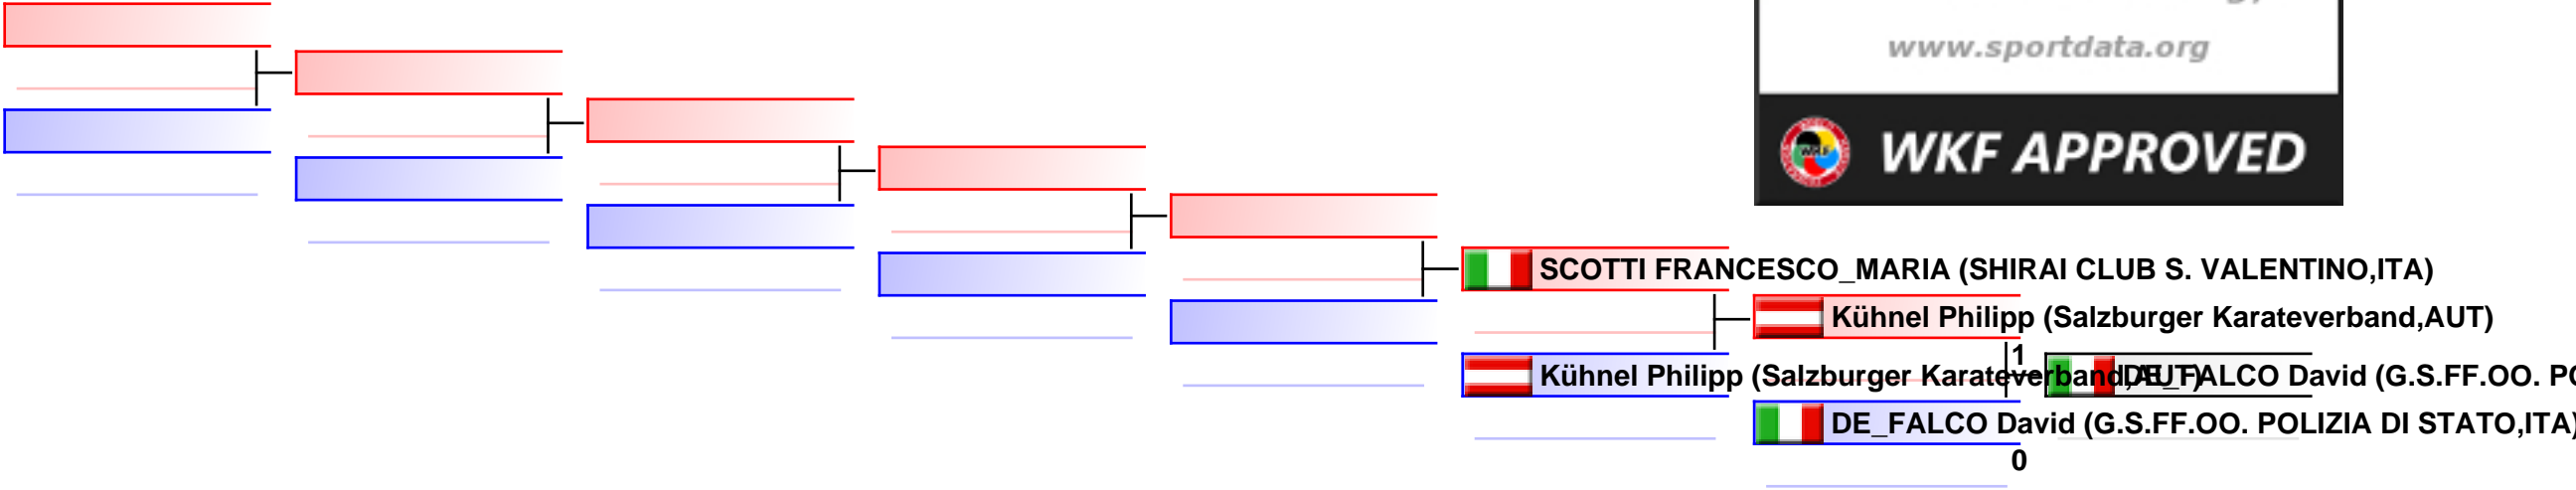 www.sportdata.org
WKF APPROVED
SCOTTI FRANCESCO_MARIA (SHIRAI CLUB S. VALENTINO,ITA)
Kühnel Philipp (Salzburger Karateverband,AUT)
1
Kühnel Philipp (Salzburger Karateverband,AUT)
DE_FALCO David (G.S.FF.OO. PO
DE_FALCO David (G.S.FF.OO. POLIZIA DI STATO,ITA)
0